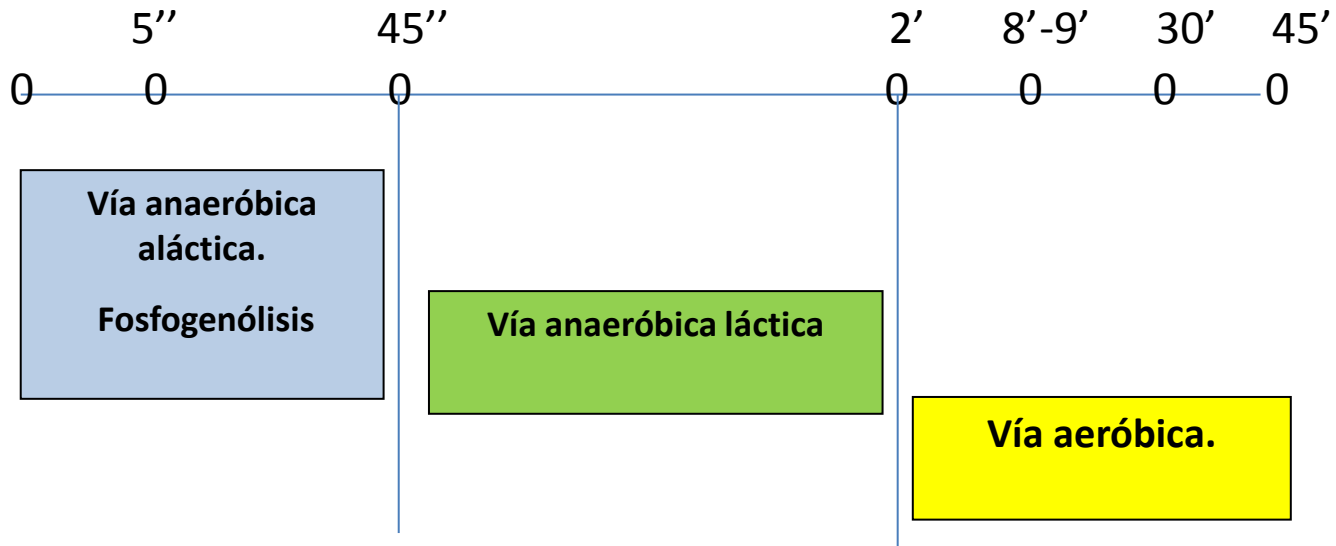 5’’ 45’’ 2’ 8’-9’ 30’ 45’
0 0 0 0 0 0 0
Vía anaeróbica
aláctica.
Fosfogenólisis
Vía anaeróbica láctica
Vía aeróbica.